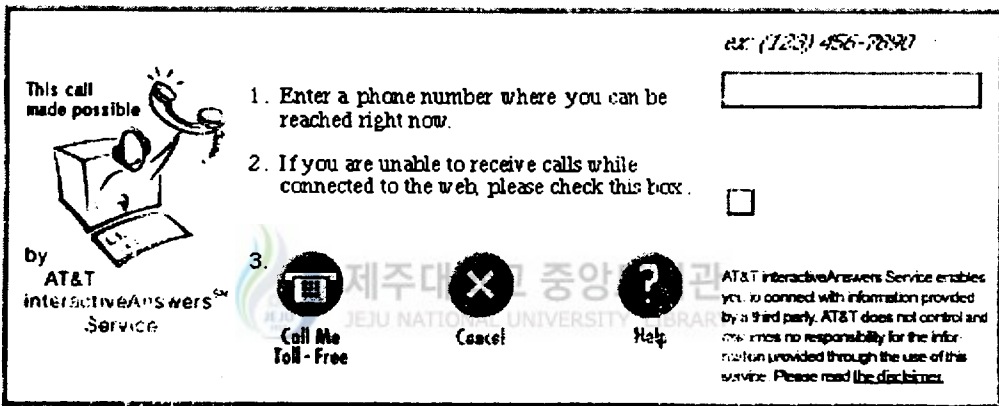 ex: (123) 456-7890
This call
made possible
1. Enter a phone number where you can be
reached right now.
2. If you are unable to receive calls while
connected to the web, please check this box.
by
AT&T
interactiveAnswers℠
Service
3.
Call Me
Toll - Free
Cancel
Help
제주대 고 중앙 관
JEJU NATIONAL UNIVERSITY LIBRARY
JEJU
AT&T interactiveAnswers Service enables
you to connect with information provided
by a third party. AT&T does not control and
assumes no responsibility for the infor-
mation provided through the use of this
service. Please read the disclaimer.